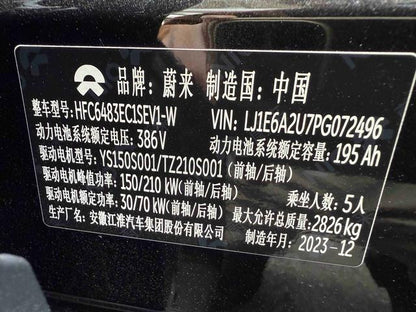 品牌: 蔚来 制造国: 中国
整车型号: HFC6483EC1SEV1-W VIN: LJ1E6A2U7PG072496
动力电池系统额定电压: 386V 动力电池系统额定容量: 195 Ah
驱动电机型号: YS150S001/TZ210S001(前轴/后轴)
驱动电机峰值功率: 150/210 kW(前轴/后轴) 乘坐人数: 5人
驱动电机额定功率: 30/70 kW(前轴/后轴) 最大允许总质量: 2826kg
生产厂名: 安徽江淮汽车集团股份有限公司 制造年月: 2023-12